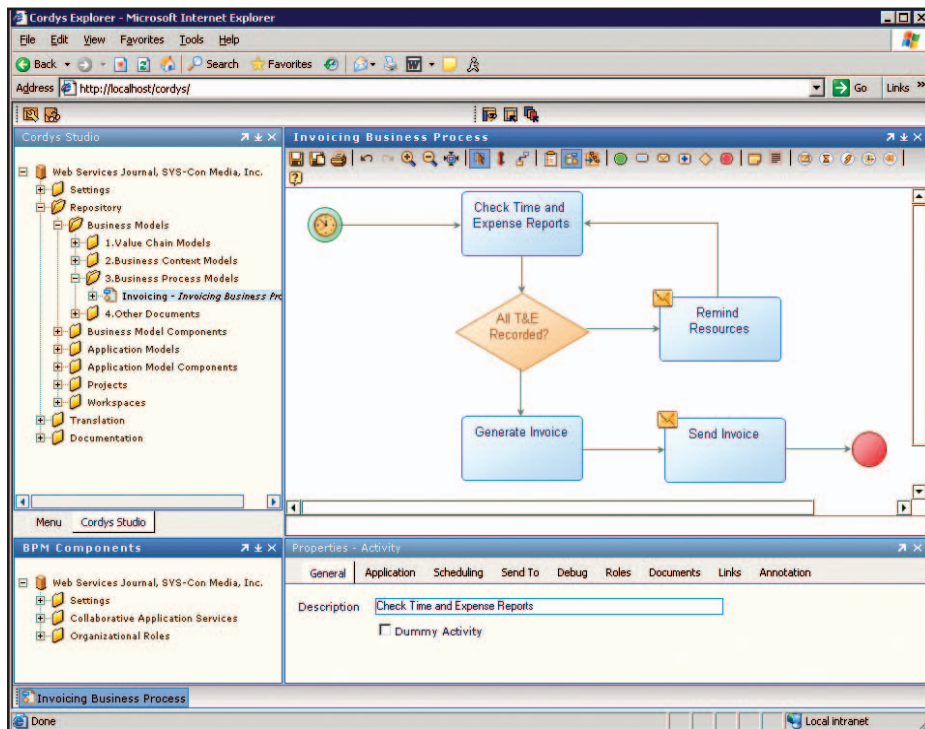 Cordys Explorer - Microsoft Internet Explorer
File Edit View Favorites Tools Help
Back Search Favorites
Address http://localhost/cordys/ Go Links »
Cordys Studio
Web Services Journal, SYS-Con Media, Inc.
Settings
Repository
Business Models
1.Value Chain Models
2.Business Context Models
3.Business Process Models
Invoicing - Invoicing Business Pro
4.Other Documents
Business Model Components
Application Models
Application Model Components
Projects
Workspaces
Translation
Documentation
Menu Cordys Studio
Invoicing Business Process
Check Time and
Expense Reports
All T&E
Recorded?
Remind
Resources
Generate Invoice
Send Invoice
BPM Components
Web Services Journal, SYS-Con Media, Inc.
Settings
Collaborative Application Services
Organizational Roles
Properties - Activity
General Application Scheduling Send To Debug Roles Documents Links Annotation
Description Check Time and Expense Reports
Dummy Activity
Invoicing Business Process
Done Local intranet